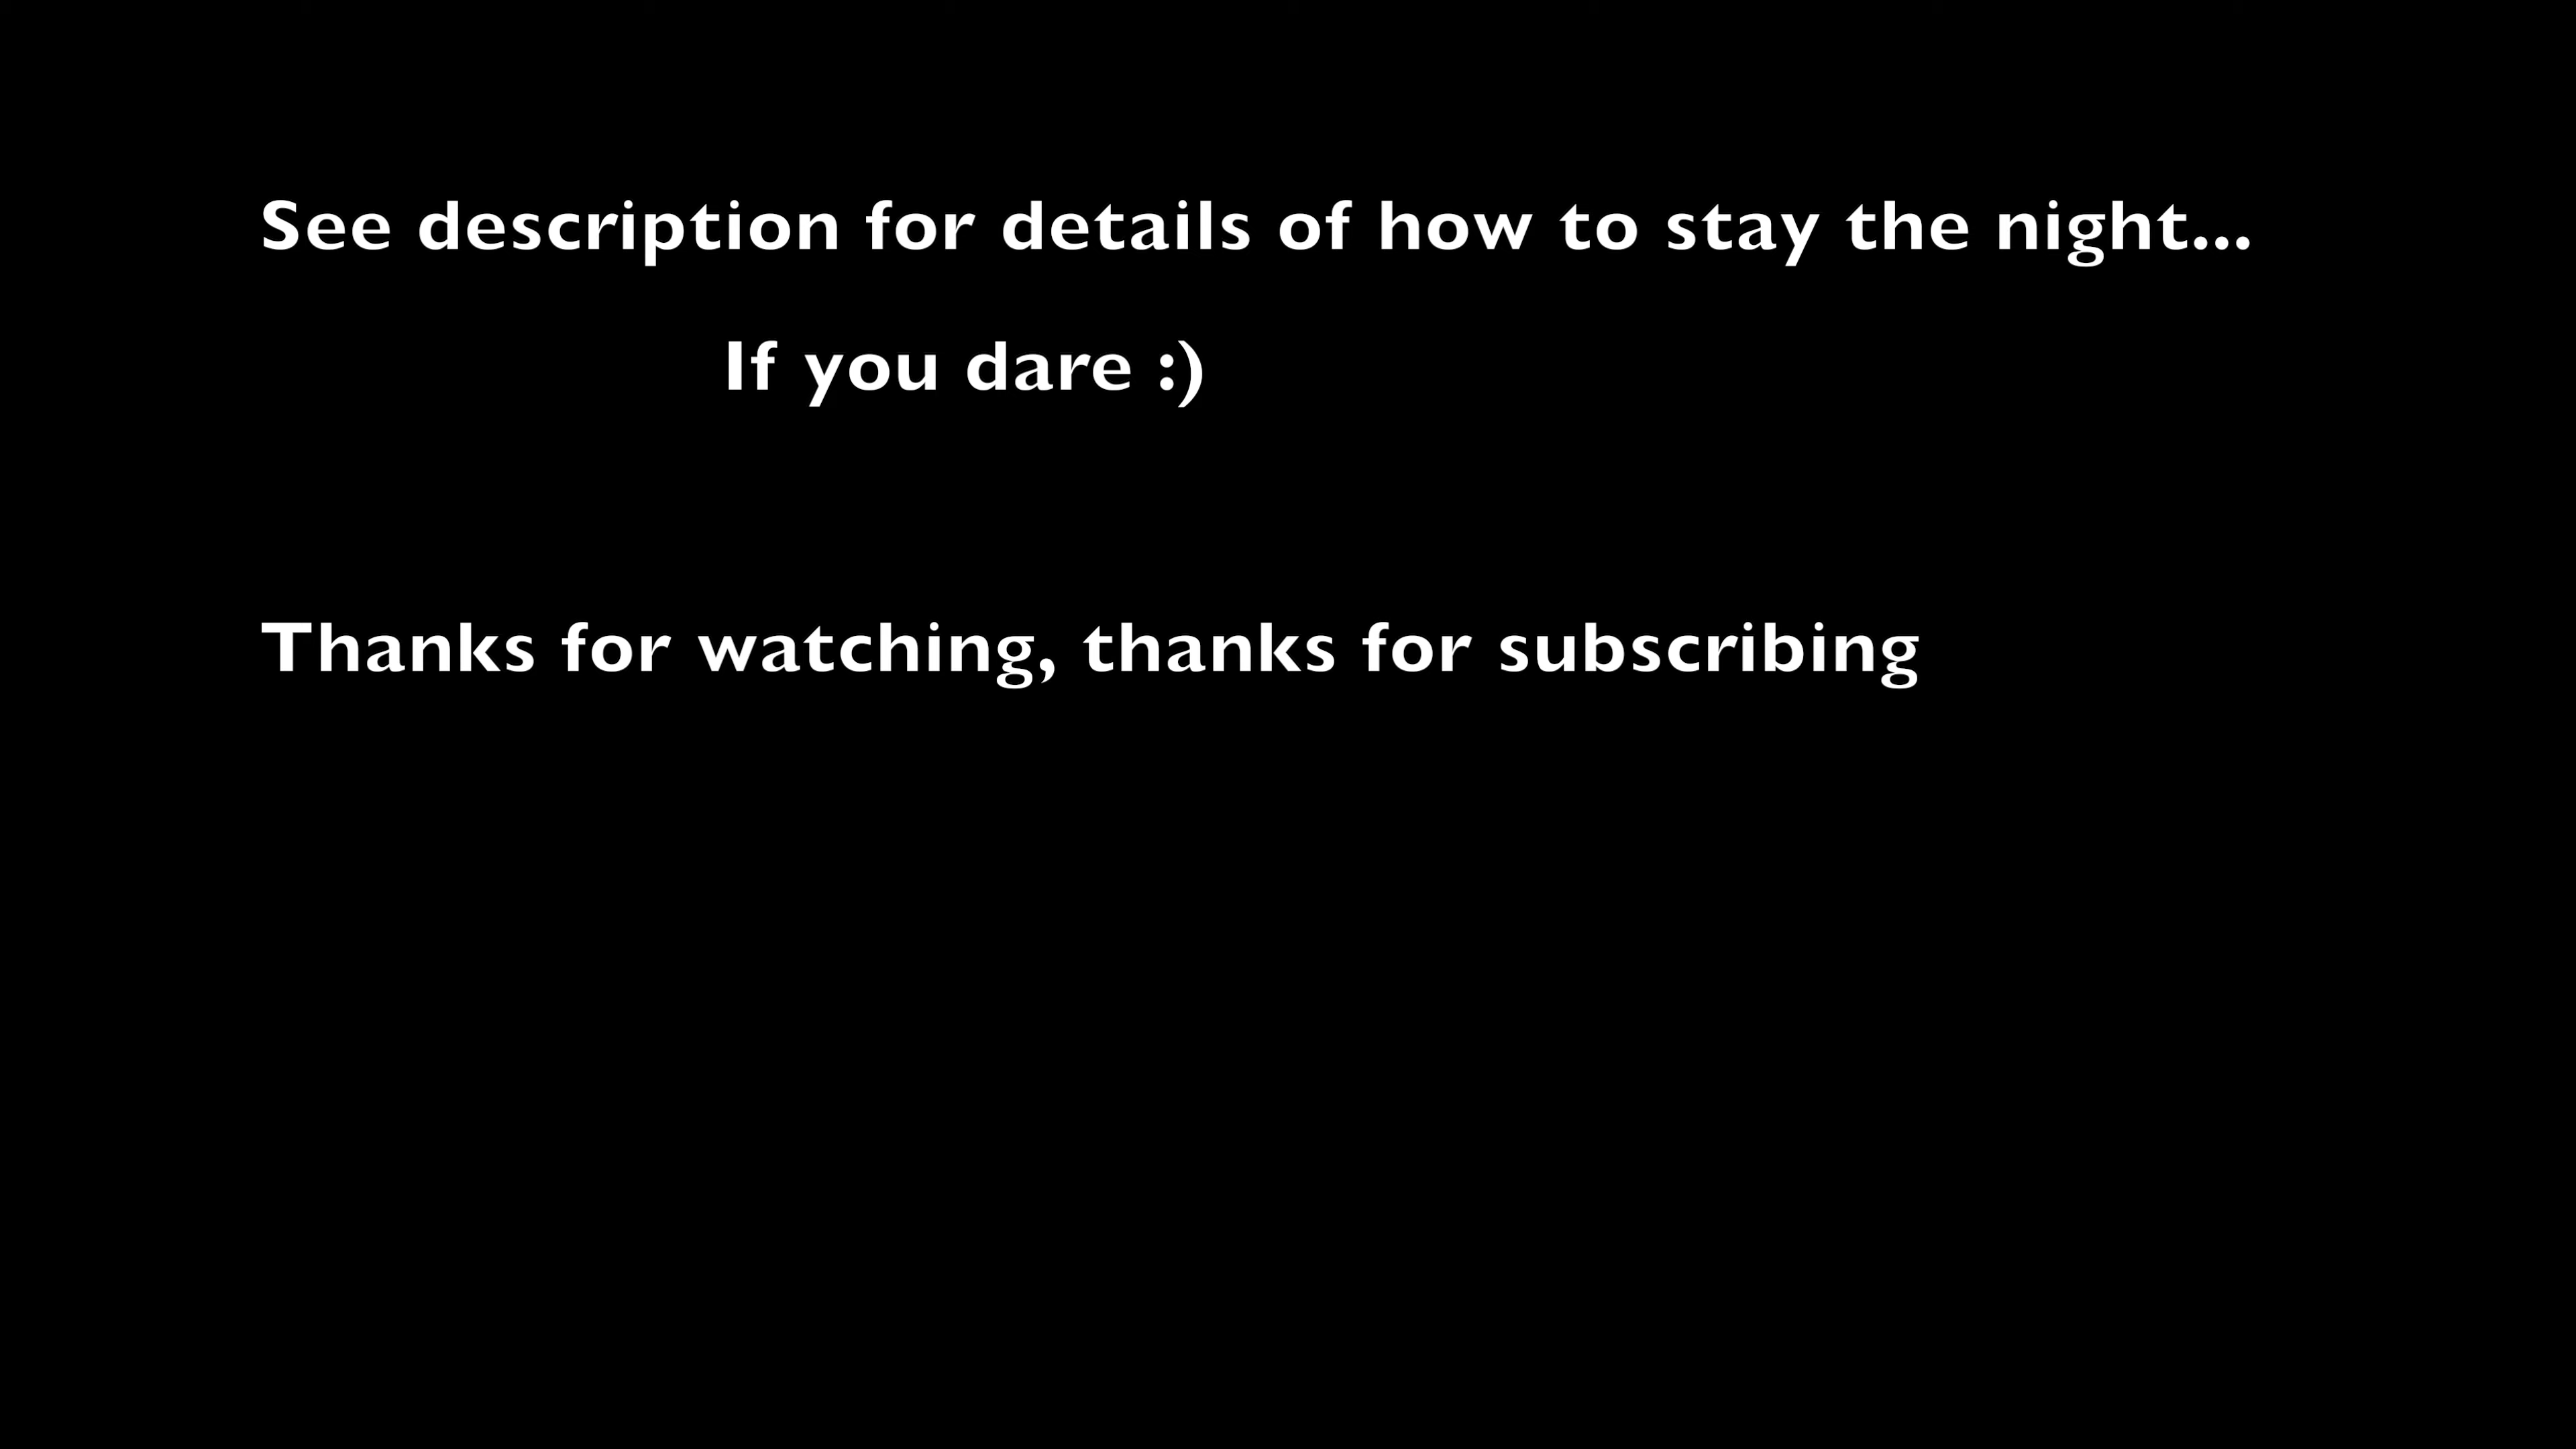 See description for details of how to stay the night...
If you dare :)
Thanks for watching, thanks for subscribing